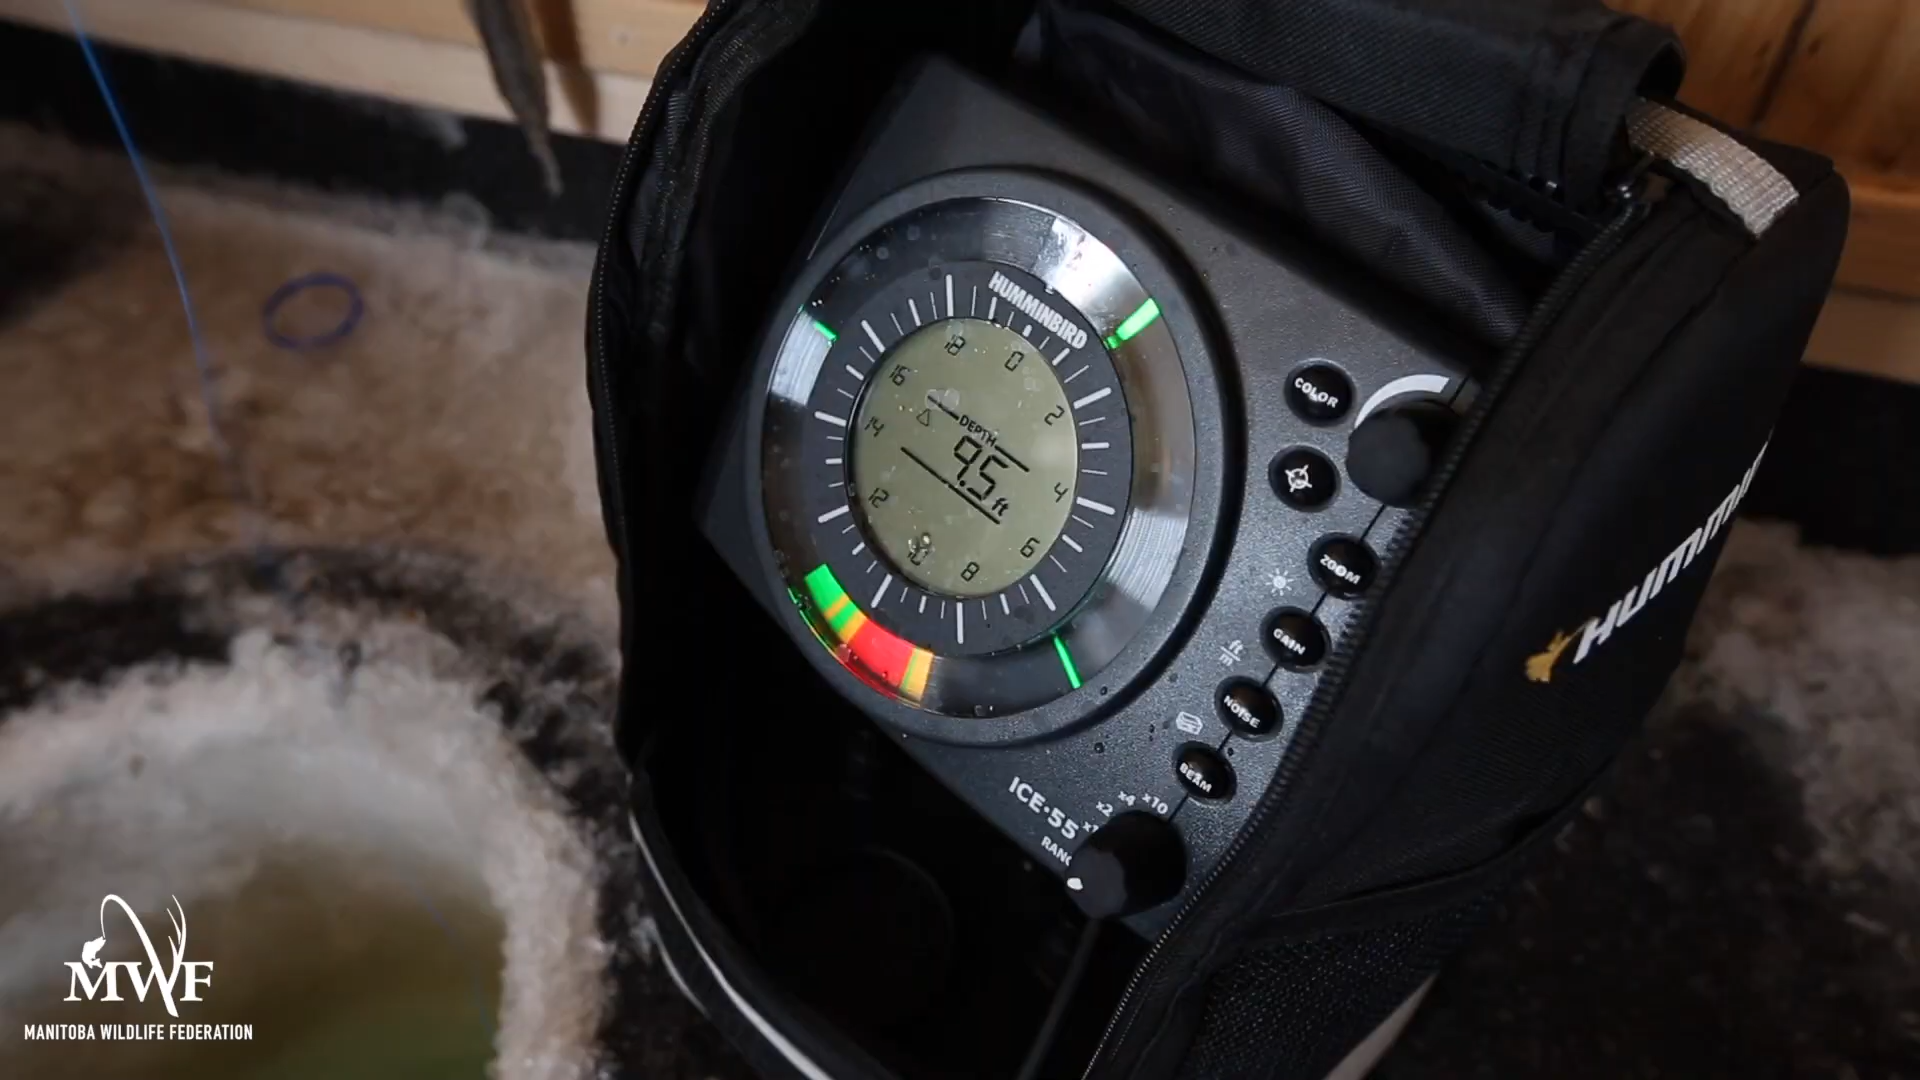 HUMMINBIRD
18
0
16
2
14
DEPTH
9.5 ft
4
12
6
10
8
COLOR
ZOOM
GAIN
ft
m
NOISE
BEAM
ICE•55
x2 x4 x10
MWF
MANITOBA WILDLIFE FEDERATION